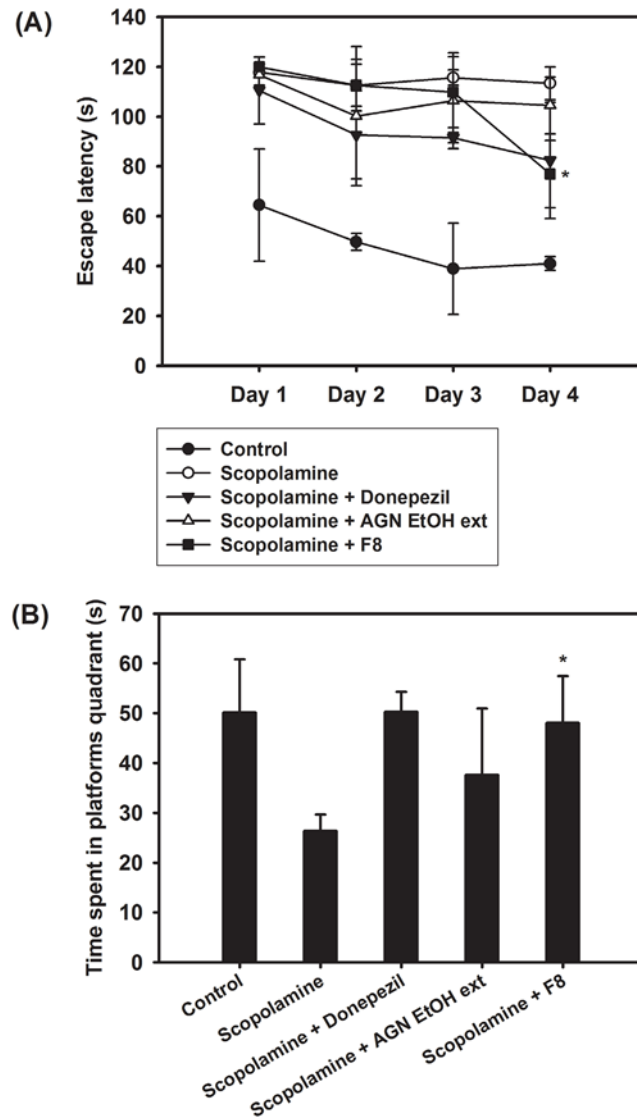 (A)
Escape latency (s)
140
120
100
80
60
40
20
0
*
Day 1 Day 2 Day 3 Day 4
Control
Scopolamine
Scopolamine + Donepezil
Scopolamine + AGN EtOH ext
Scopolamine + F8
(B)
Time spent in platforms quadrant (s)
70
60
50
40
30
20
10
0
*
Control
Scopolamine
Scopolamine + Donepezil
Scopolamine + AGN EtOH ext
Scopolamine + F8